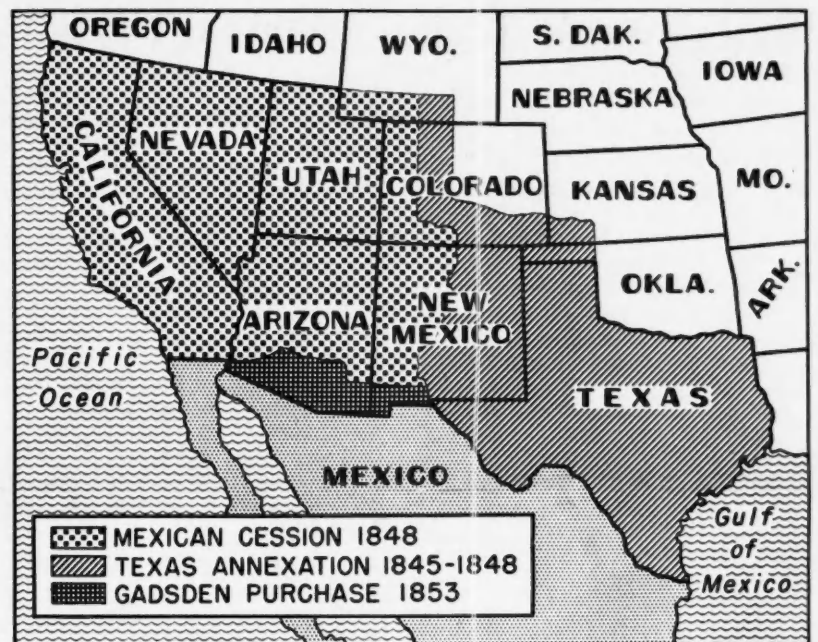 OREGON
IDAHO
WYO.
S. DAK.
IOWA
NEBRASKA
NEVADA
CALIFORNIA
UTAH
COLORADO
KANSAS
MO.
ARIZONA
NEW
MEXICO
OKLA.
ARK.
Pacific
Ocean
TEXAS
MEXICO
Gulf
of
Mexico
MEXICAN CESSION 1848
TEXAS ANNEXATION 1845-1848
GADSDEN PURCHASE 1853